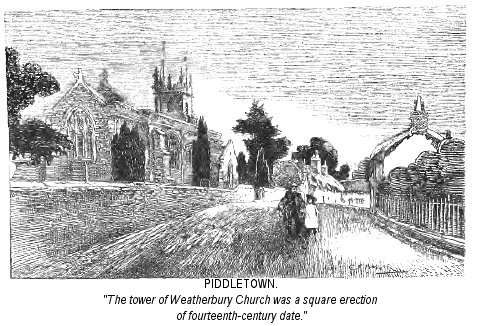 PIDDLETOWN.
"The tower of Weatherbury Church was a square erection
of fourteenth-century date."